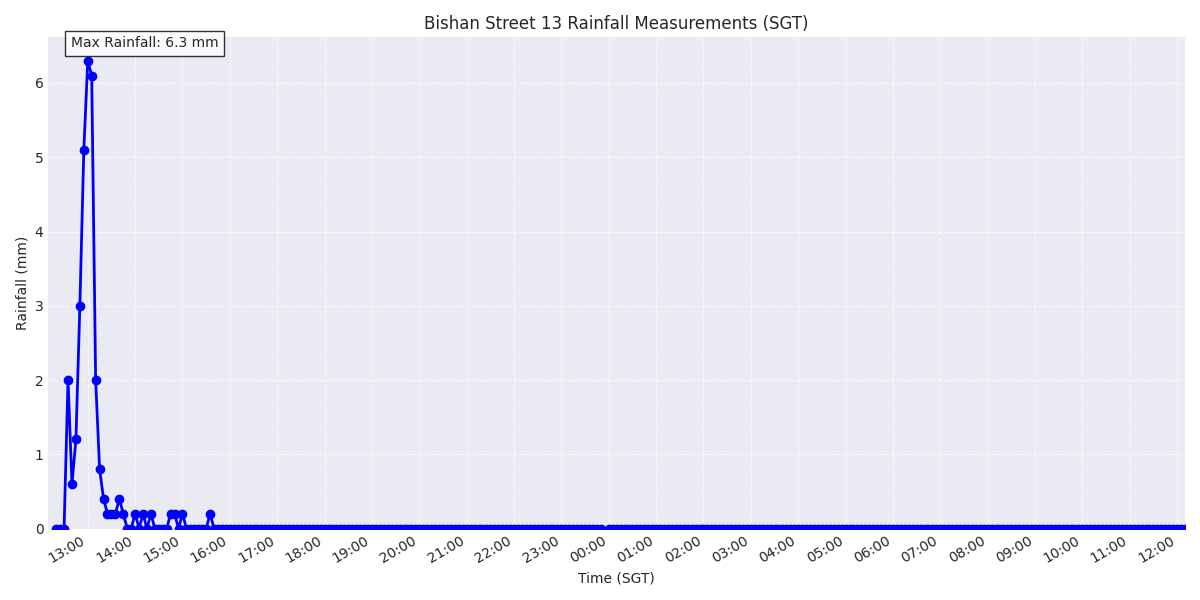 Bishan Street 13 Rainfall Measurements (SGT)
Max Rainfall: 6.3 mm
Rainfall (mm)
6
5
4
3
2
1
0
13:00 14:00 15:00 16:00 17:00 18:00 19:00 20:00 21:00 22:00 23:00 00:00 01:00 02:00 03:00 04:00 05:00 06:00 07:00 08:00 09:00 10:00 11:00 12:00
Time (SGT)